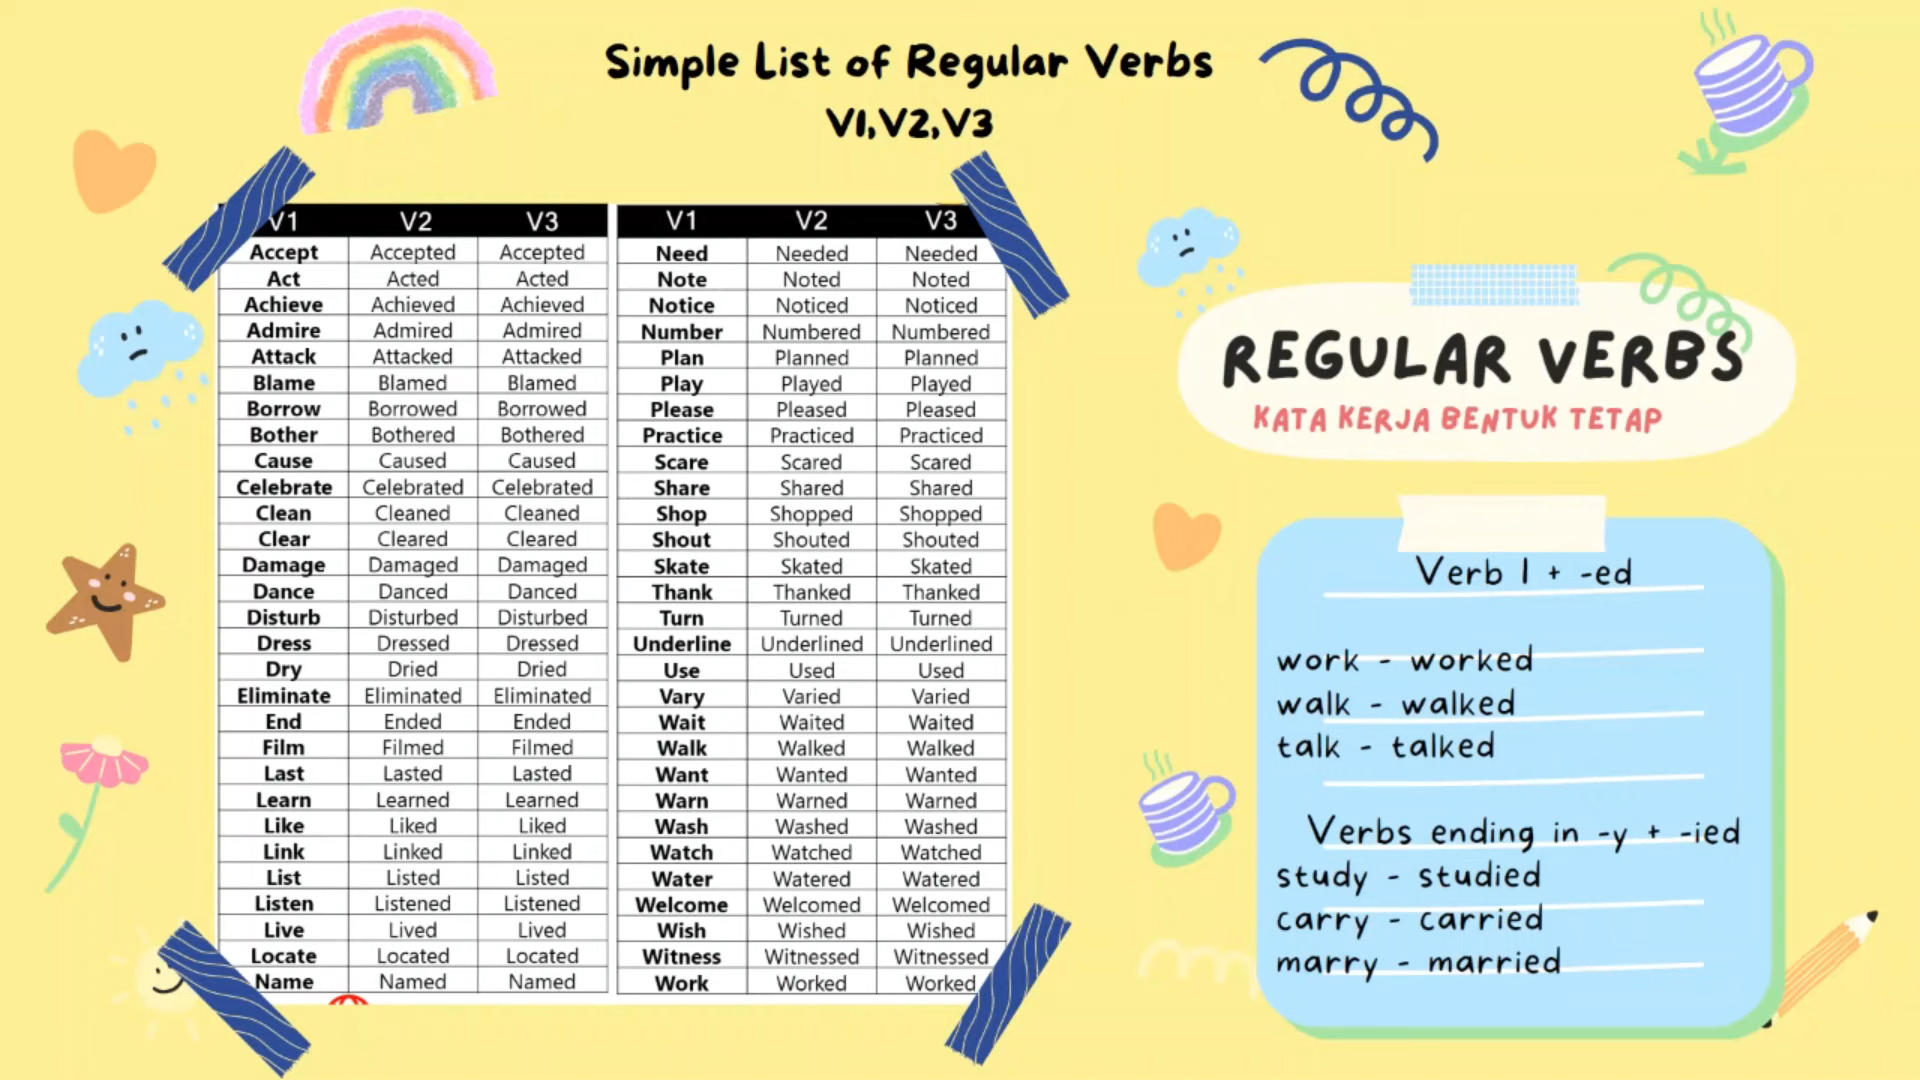 Simple List of Regular Verbs
V1,V2,V3
V1 V2 V3
Accept Accepted Accepted
Act Acted Acted
Achieve Achieved Achieved
Admire Admired Admired
Attack Attacked Attacked
Blame Blamed Blamed
Borrow Borrowed Borrowed
Bother Bothered Bothered
Cause Caused Caused
Celebrate Celebrated Celebrated
Clean Cleaned Cleaned
Clear Cleared Cleared
Damage Damaged Damaged
Dance Danced Danced
Disturb Disturbed Disturbed
Dress Dressed Dressed
Dry Dried Dried
Eliminate Eliminated Eliminated
End Ended Ended
Film Filmed Filmed
Last Lasted Lasted
Learn Learned Learned
Like Liked Liked
Link Linked Linked
List Listed Listed
Listen Listened Listened
Live Lived Lived
Locate Located Located
Name Named Named
V1 V2 V3
Need Needed Needed
Note Noted Noted
Notice Noticed Noticed
Number Numbered Numbered
Plan Planned Planned
Play Played Played
Please Pleased Pleased
Practice Practiced Practiced
Scare Scared Scared
Share Shared Shared
Shop Shopped Shopped
Shout Shouted Shouted
Skate Skated Skated
Thank Thanked Thanked
Turn Turned Turned
Underline Underlined Underlined
Use Used Used
Vary Varied Varied
Wait Waited Waited
Walk Walked Walked
Want Wanted Wanted
Warn Warned Warned
Wash Washed Washed
Watch Watched Watched
Water Watered Watered
Welcome Welcomed Welcomed
Wish Wished Wished
Witness Witnessed Witnessed
Work Worked Worked
REGULAR VERBS
KATA KERJA BENTUK TETAP
Verb 1 + -ed
work - worked
walk - walked
talk - talked
Verbs ending in -y + -ied
study - studied
carry - carried
marry - married